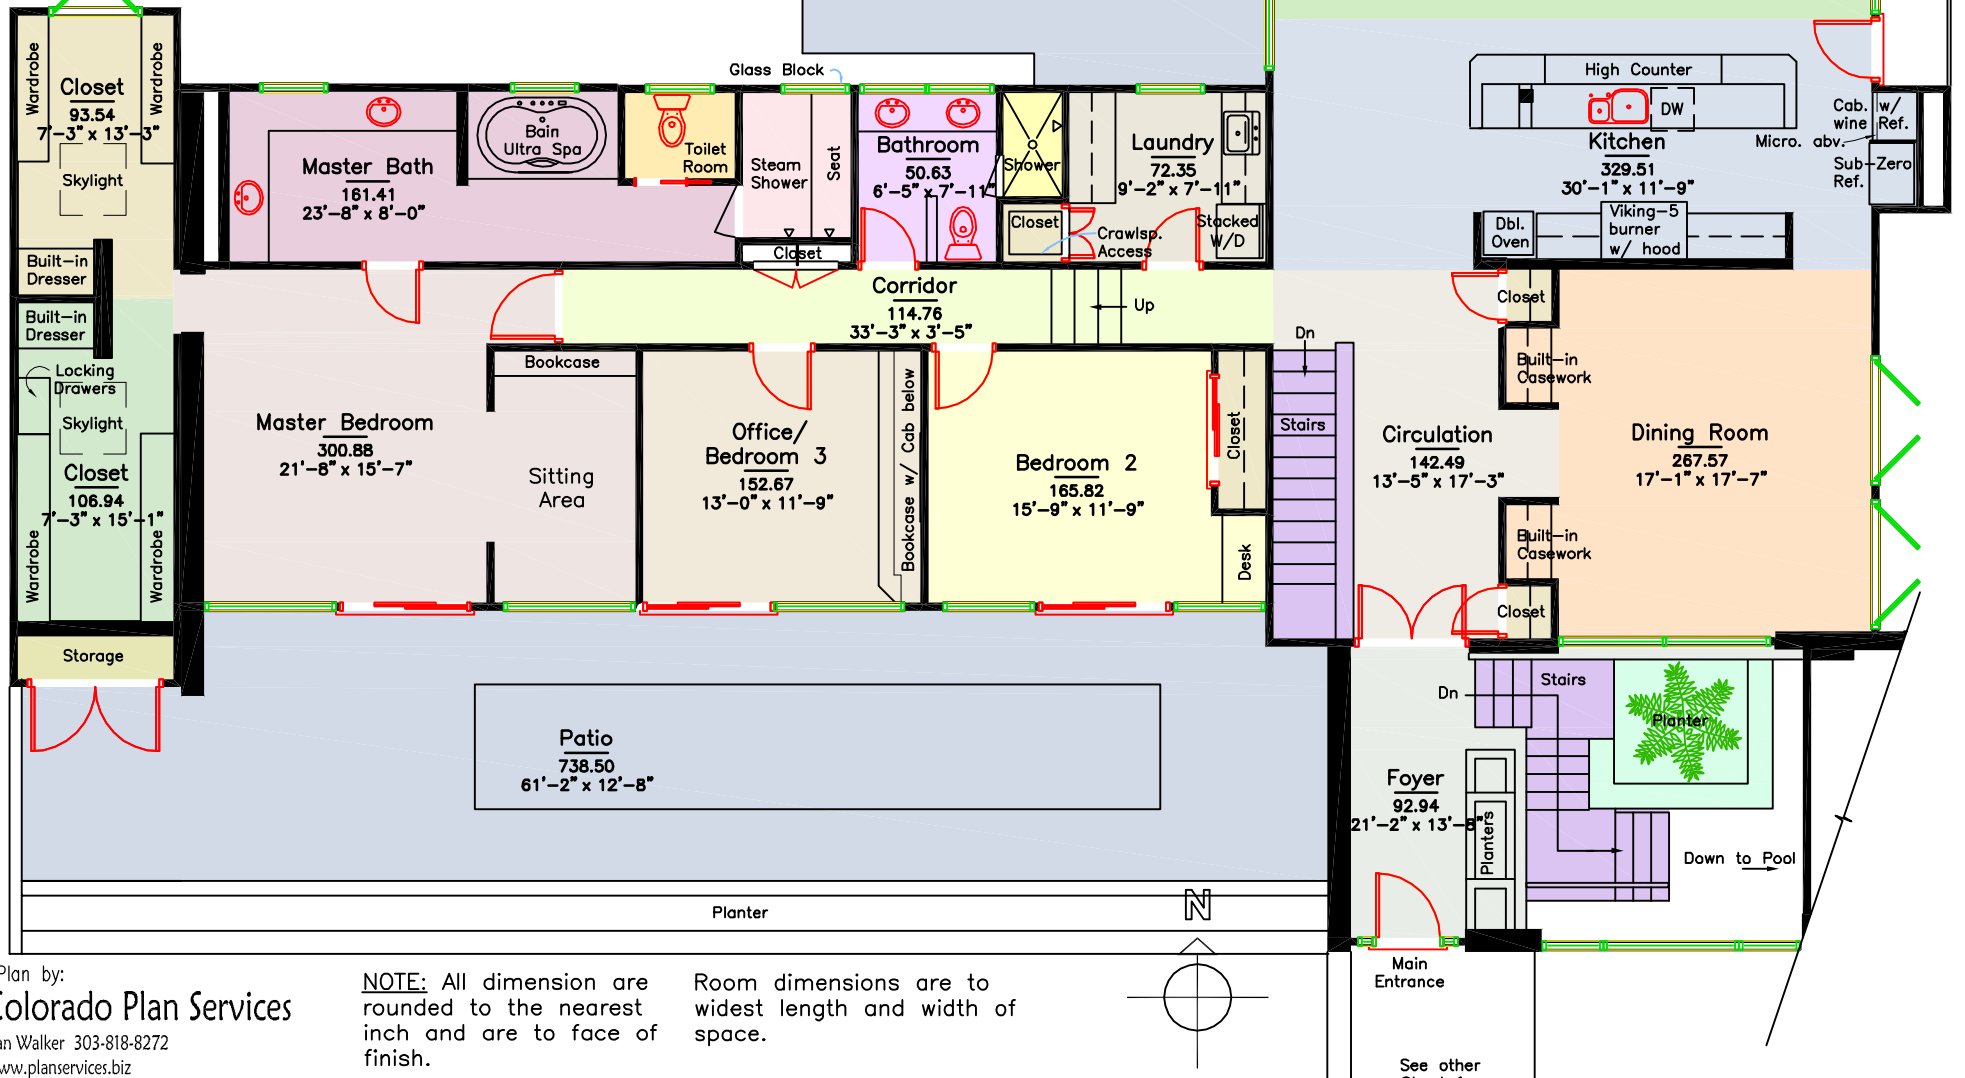 Wardrobe
Closet
93.54
7'-3" x 13'-3"
Wardrobe
Skylight
Built-in
Dresser
Built-in
Dresser
Locking
Drawers
Skylight
Closet
106.94
7'-3" x 15'-1"
Wardrobe
Wardrobe
Storage
Master Bath
161.41
23'-8" x 8'-0"
Bain
Ultra Spa
Toilet
Room
Glass Block
Steam
Shower
Seat
Closet
Bathroom
50.63
6'-5" x 7'-11"
Shower
Closet
Crawlsp.
Access
Laundry
72.35
9'-2" x 7'-11"
Stacked
W/D
High Counter
DW
Kitchen
329.51
30'-1" x 11'-9"
Dbl.
Oven
Viking-5
burner
w/ hood
Cab. w/
wine Ref.
Micro. abv.
Sub-Zero
Ref.
Corridor
114.76
33'-3" x 3'-5"
Up
Dn
Stairs
Master Bedroom
300.88
21'-8" x 15'-7"
Bookcase
Sitting
Area
Office/
Bedroom 3
152.67
13'-0" x 11'-9"
Bookcase w/ Cab below
Bedroom 2
165.82
15'-9" x 11'-9"
Closet
Desk
Circulation
142.49
13'-5" x 17'-3"
Closet
Built-in
Casework
Built-in
Casework
Closet
Dining Room
267.57
17'-1" x 17'-7"
Patio
738.50
61'-2" x 12'-8"
Planter
Foyer
92.94
21'-2" x 13'-8"
Planters
Dn
Stairs
Planter
Down to Pool
Main
Entrance
N
Plan by:
Colorado Plan Services
an Walker 303-818-8272
ww.planservices.biz
NOTE: All dimension are
rounded to the nearest
inch and are to face of
finish.
Room dimensions are to
widest length and width of
space.
See other